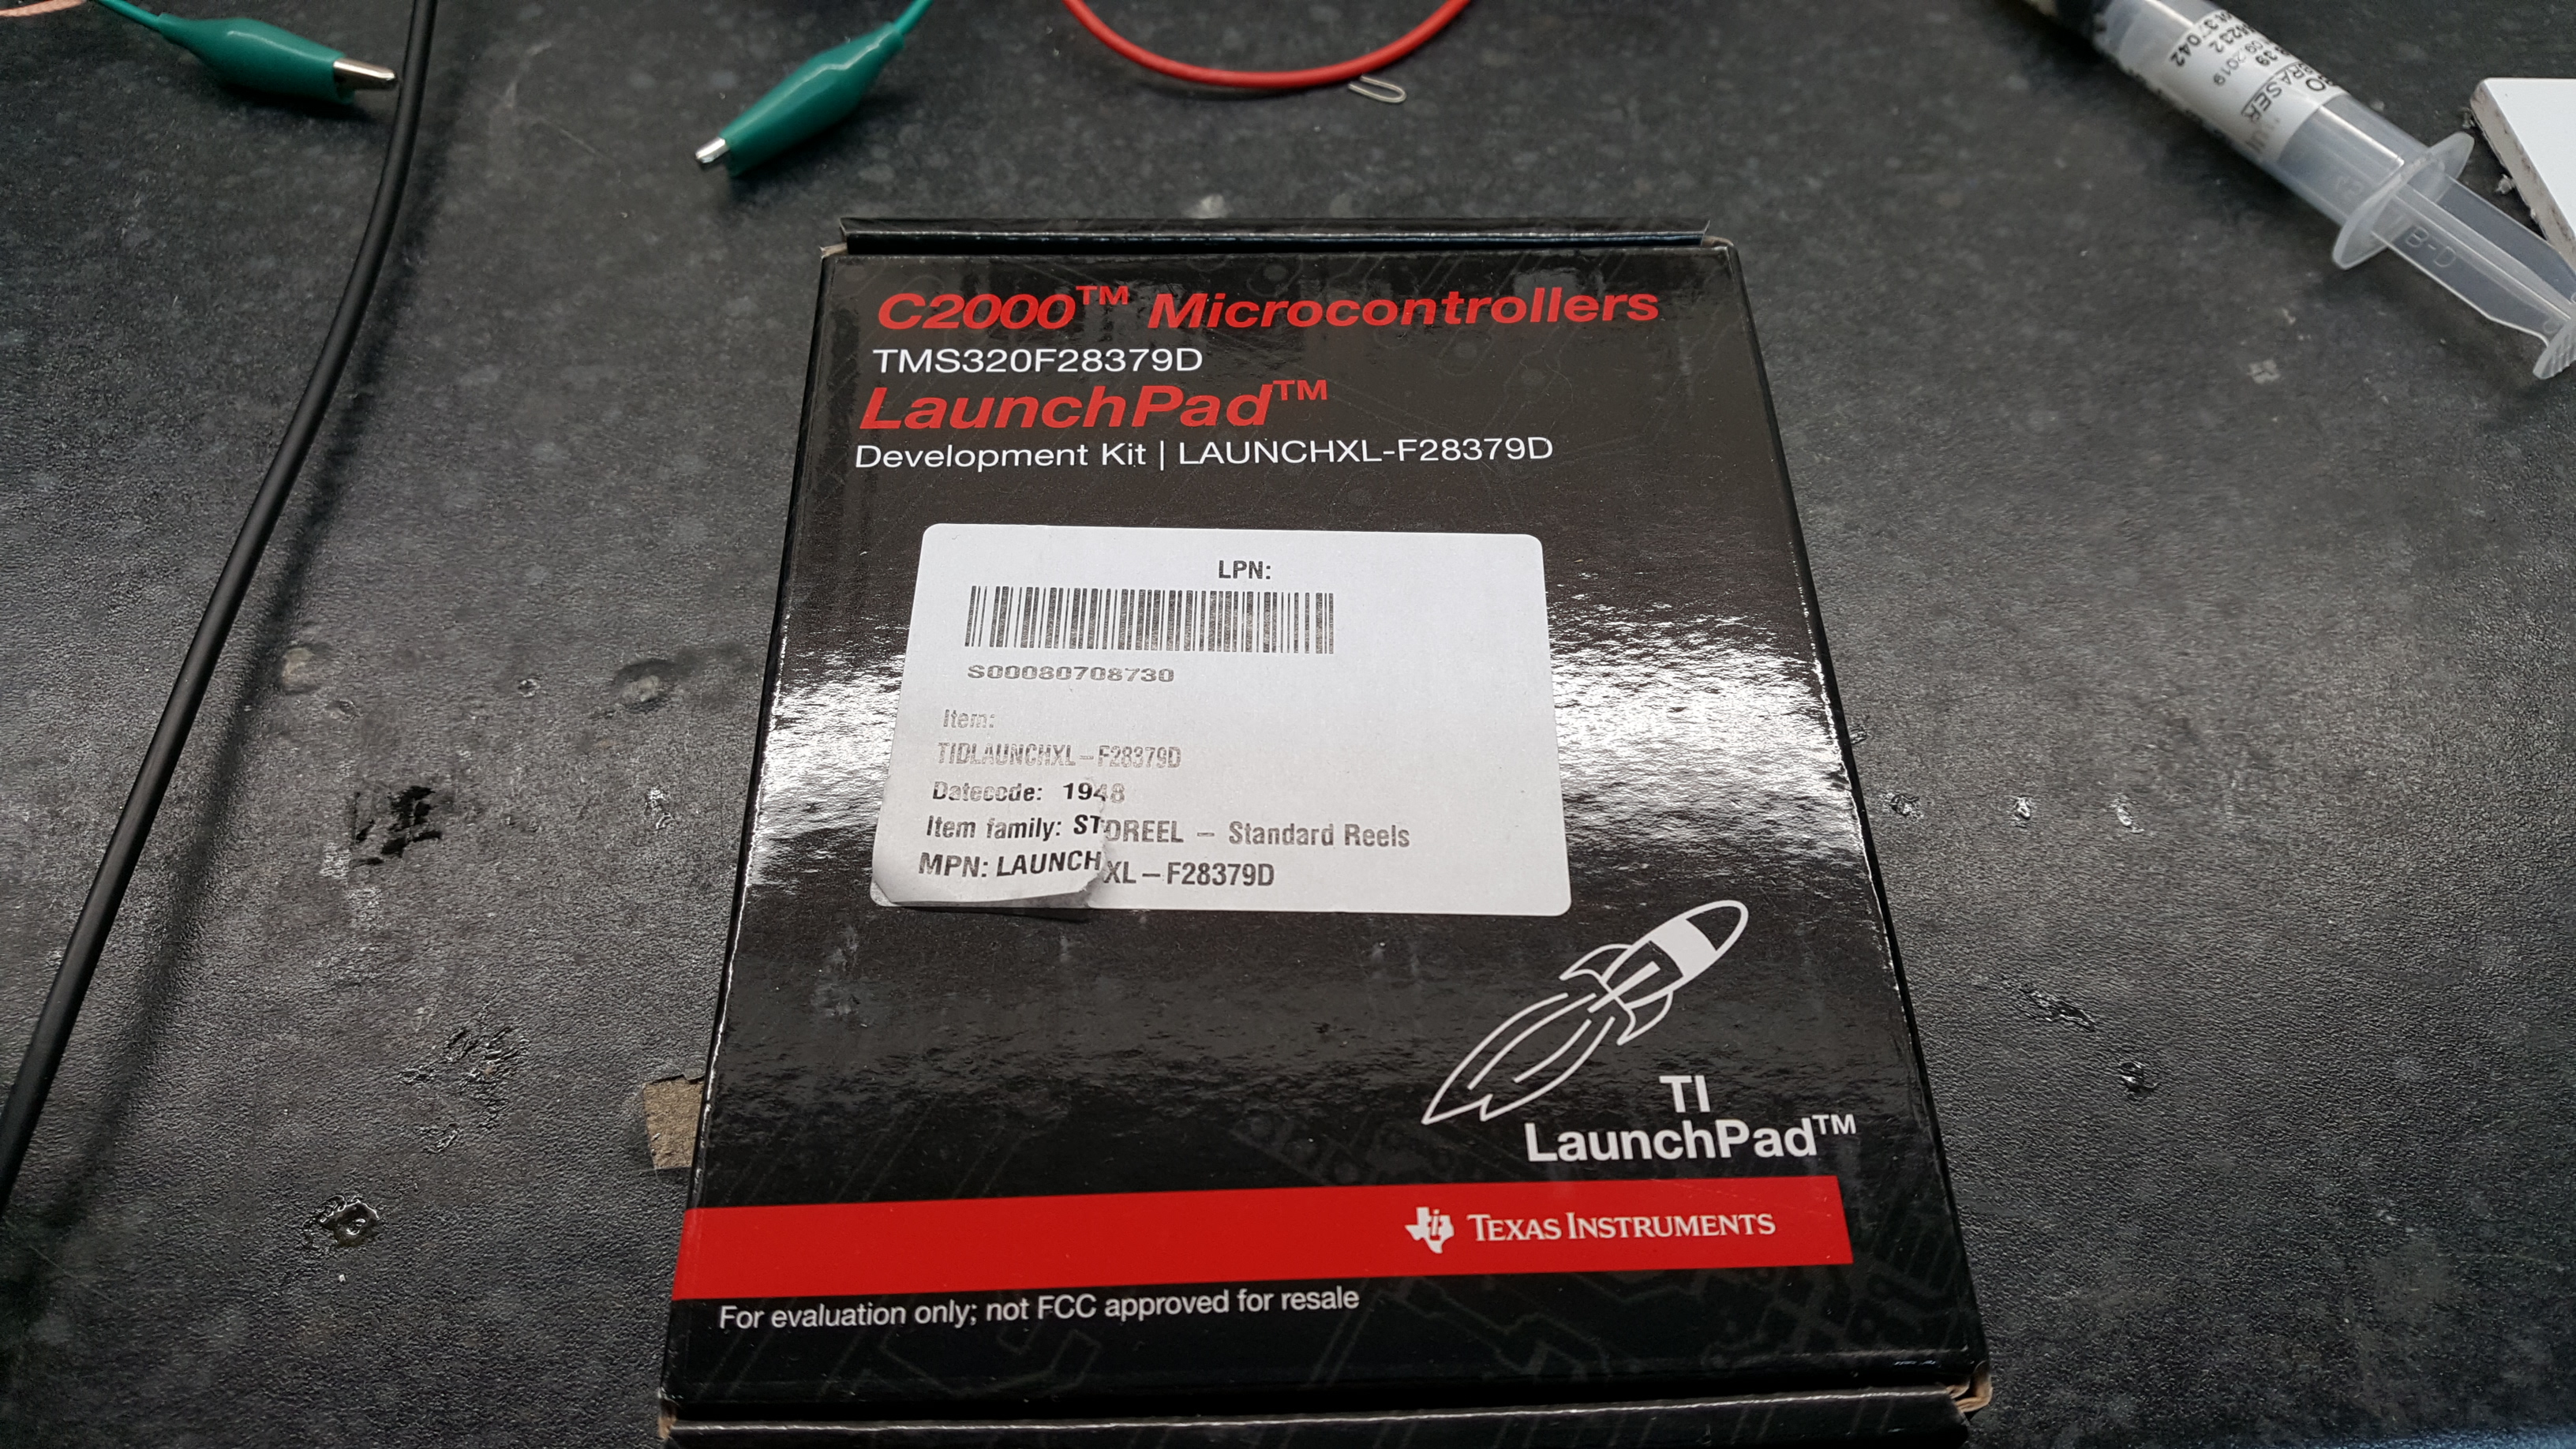 C2000™ Microcontrollers
TMS320F28379D
LaunchPad™
Development Kit | LAUNCHXL-F28379D
LPN:
S00080708730
Item:
TIDLAUNCHXL-F28379D
Datecode: 1948
Item family: STDREEL - Standard Reels
MPN: LAUNCHXL-F28379D
TI
LaunchPad™
TEXAS INSTRUMENTS
For evaluation only; not FCC approved for resale
B-D